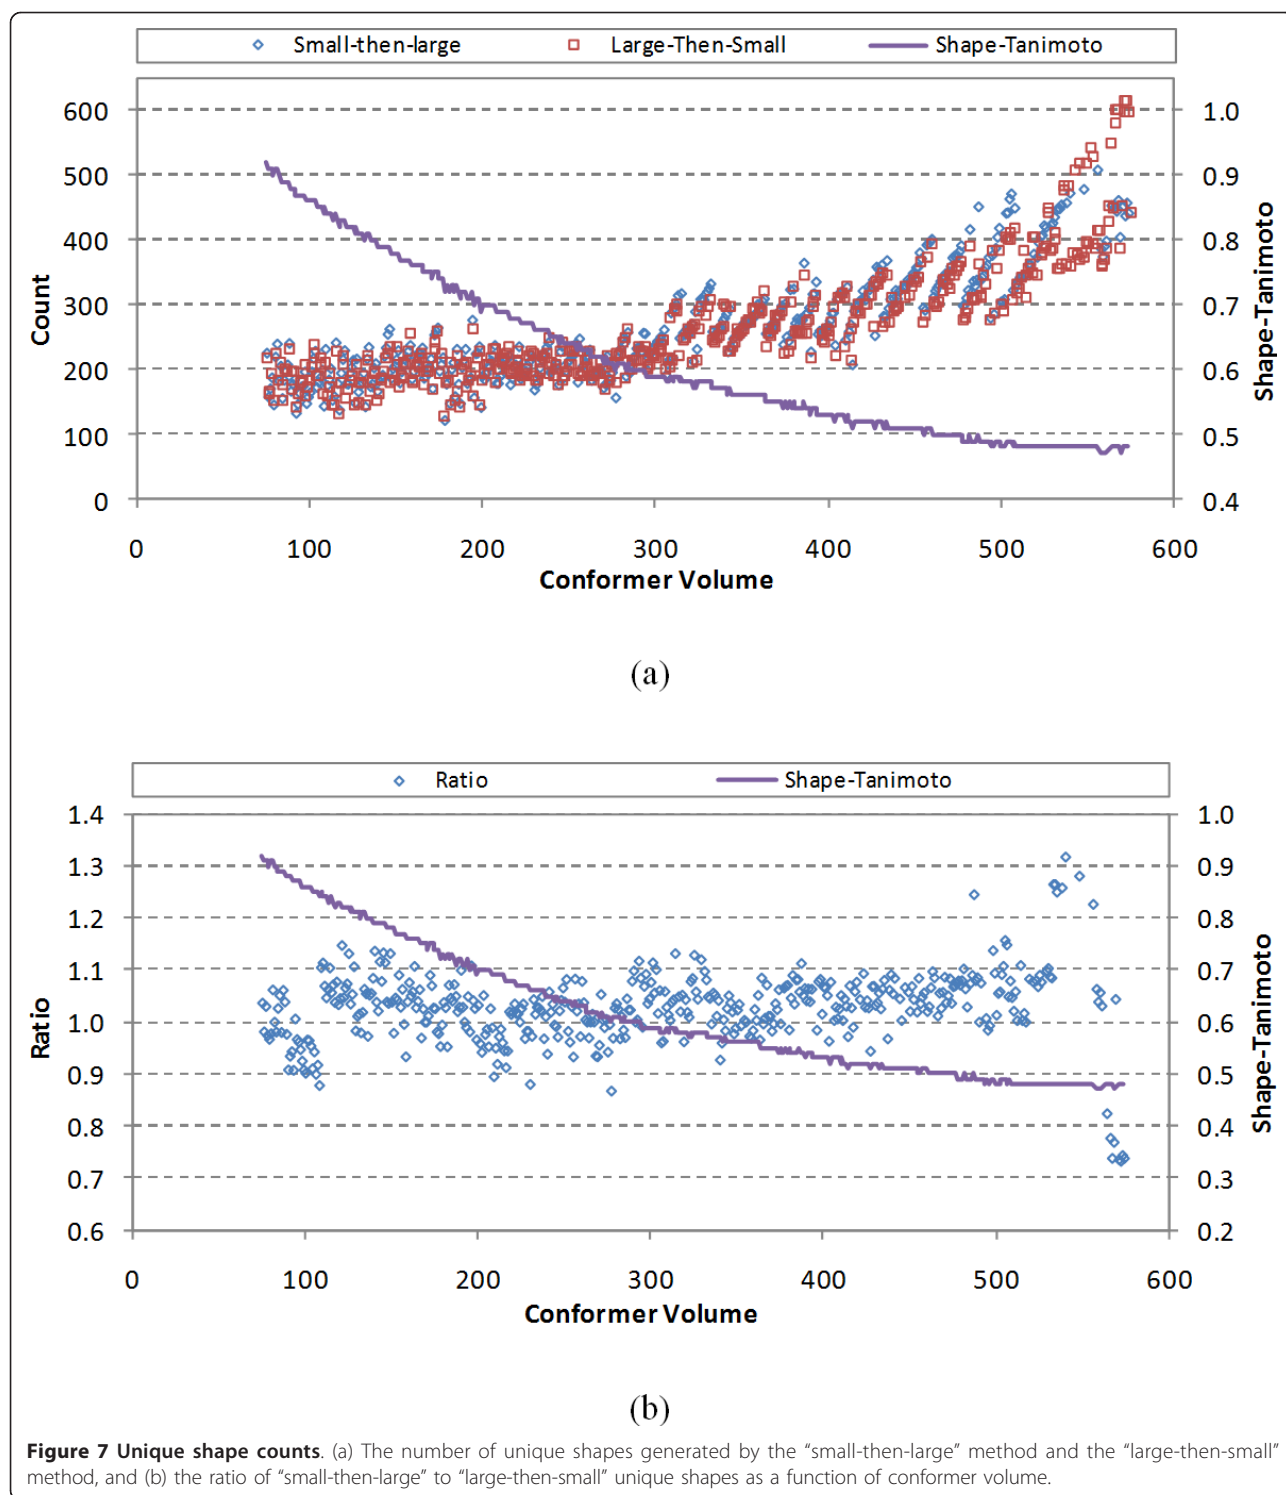 Small-then-large Large-Then-Small Shape-Tanimoto
600 1.0
500 0.9
400 0.8
300 0.7
200 0.6
100 0.5
0 0.4
Count
Shape-Tanimoto
0 100 200 300 400 500 600
Conformer Volume
(a)
Ratio Shape-Tanimoto
1.4 1.0
1.3 0.9
1.2 0.8
1.1 0.7
1.0 0.6
0.9 0.5
0.8 0.4
0.7 0.3
0.6 0.2
Ratio
Shape-Tanimoto
0 100 200 300 400 500 600
Conformer Volume
(b)
Figure 7 Unique shape counts. (a) The number of unique shapes generated by the “small-then-large” method and the “large-then-small”
method, and (b) the ratio of “small-then-large” to “large-then-small” unique shapes as a function of conformer volume.